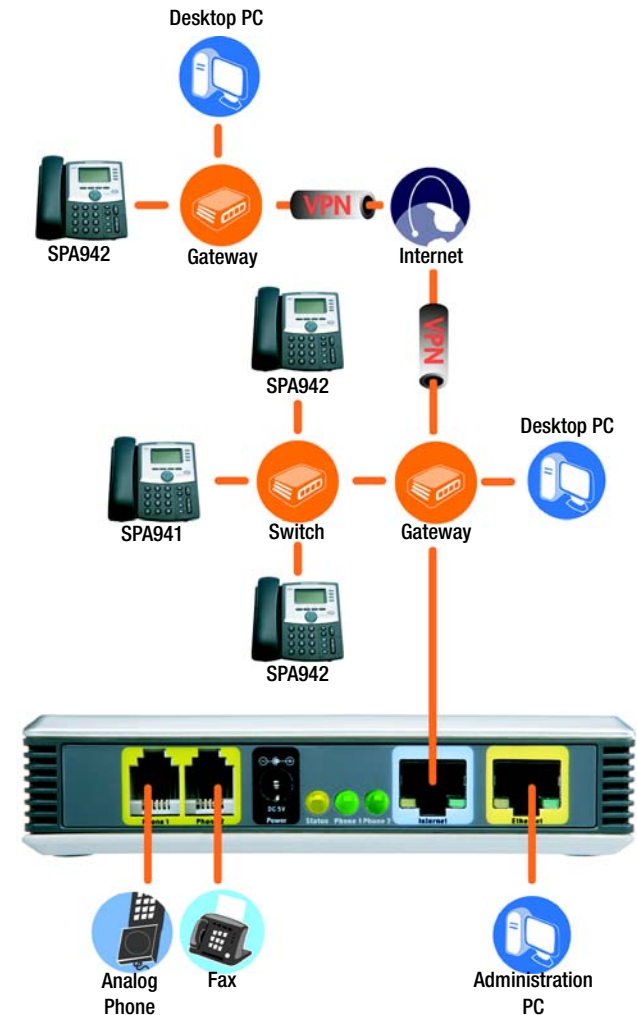 Desktop PC
VPN
SPA942
Gateway
Internet
VPN
SPA942
Desktop PC
SPA941
Switch
Gateway
SPA942
Phone 1
Phone
DC 5V
Power
Status
Phone 1
Phone 2
Internet
Ethernet
Analog
Phone
Fax
Administration
PC